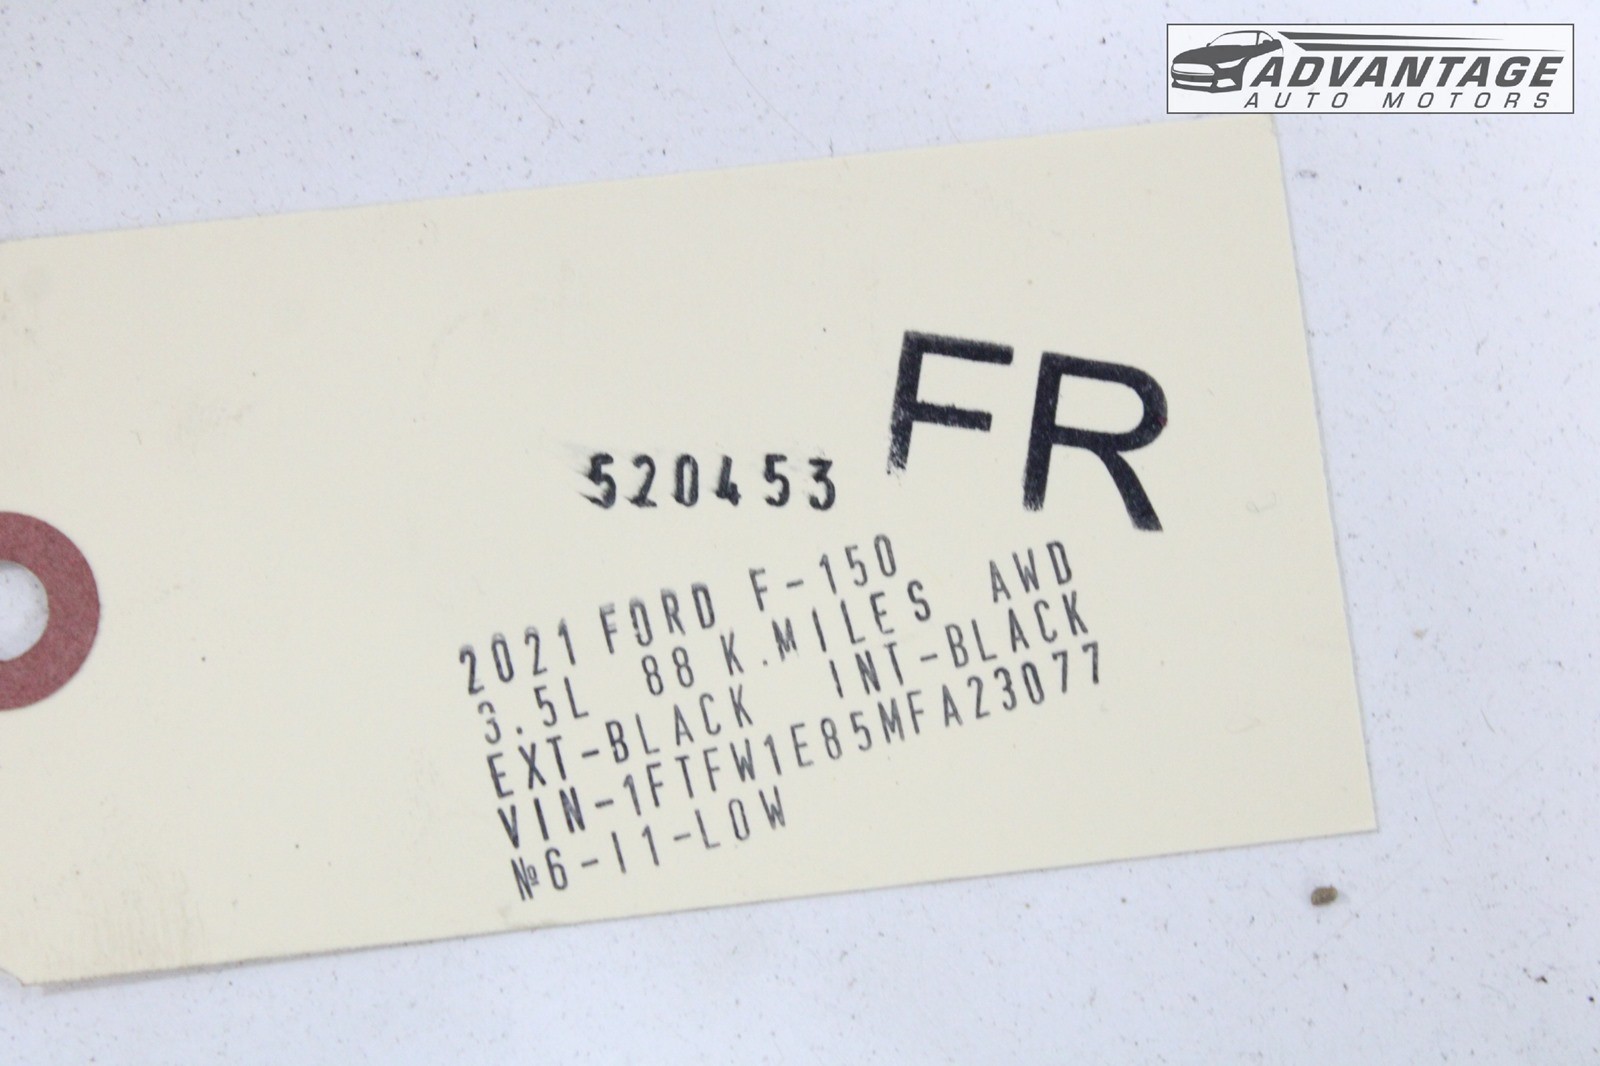 ADVANTAGE
AUTO MOTORS
FR
520453
2021 FORD F-150
3.5L 88 K.MILES AWD
EXT-BLACK INT-BLACK
VIN-1FTFW1E85MFA23077
№6-I1-LOW